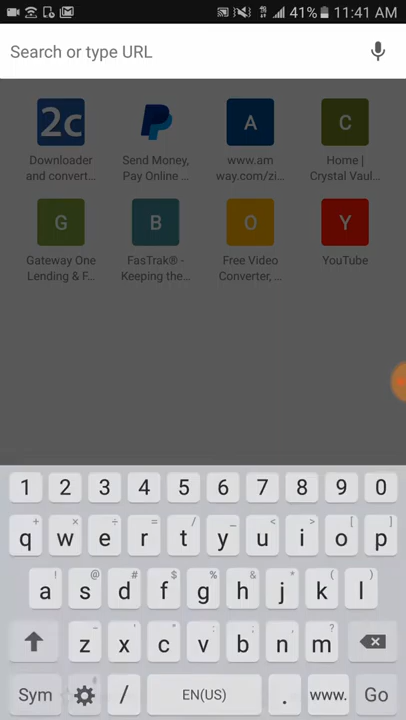 41% 11:41 AM
Search or type URL
2c
A
C
Downloader and convert...
Send Money, Pay Online ...
www.am way.com/zi...
Home | Crystal Vaul...
G
B
O
Y
Gateway One Lending & F...
FasTrak® - Keeping the...
Free Video Converter, ...
YouTube
1 2 3 4 5 6 7 8 9 0
+ × ÷ = / _ < > [ ]
q w e r t y u i o p
! @ # $ % & * ( )
a s d f g h j k l
- ' " : ; , ?
z x c v b n m
Sym / EN(US) . www. Go